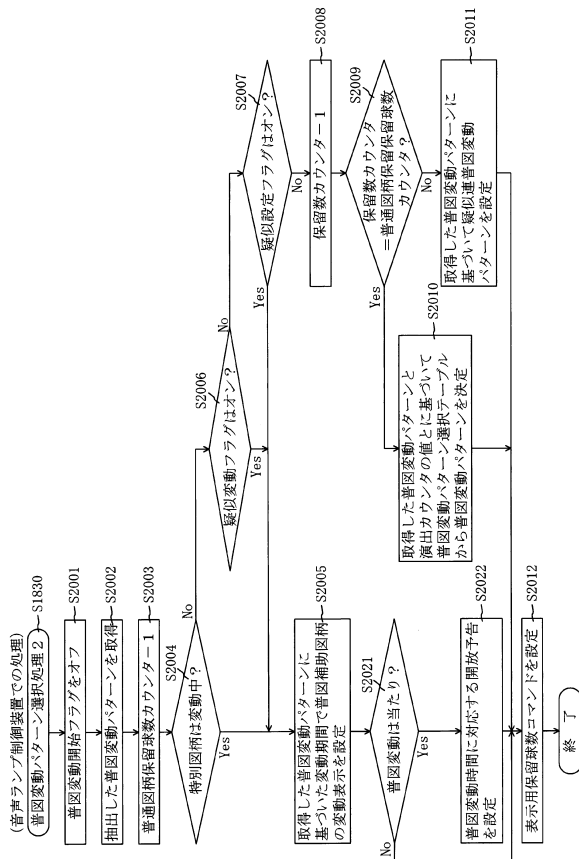 (音声ランプ制御装置での処理)
普図変動パターン選択処理2
S1830
普図変動開始フラグをオフ
S2001
抽出した普図変動パターンを取得
S2002
普通図柄保留球数カウンター1
S2003
特別図柄は変動中?
S2004
No
Yes
疑似変動フラグはオン?
S2006
No
Yes
疑似設定フラグはオン?
S2007
Yes
No
保留数カウンター1
S2008
保留数カウンタ
=普通図柄保留保留球数
カウンタ?
S2009
Yes
No
取得した普図変動パターンと
演出カウンタの値とに基づいて
普図変動パターン選択テーブル
から普図変動パターンを決定
S2010
取得した普図変動パターンに
基づいて疑似連普図変動
パターンを設定
S2011
取得した普図変動パターンに
基づいた変動期間で普図補助図柄
の変動表示を設定
S2005
普図変動は当たり?
S2021
No
Yes
普図変動時間に対応する開放予告
を設定
S2022
表示用保留球数コマンドを設定
S2012
(終 了)